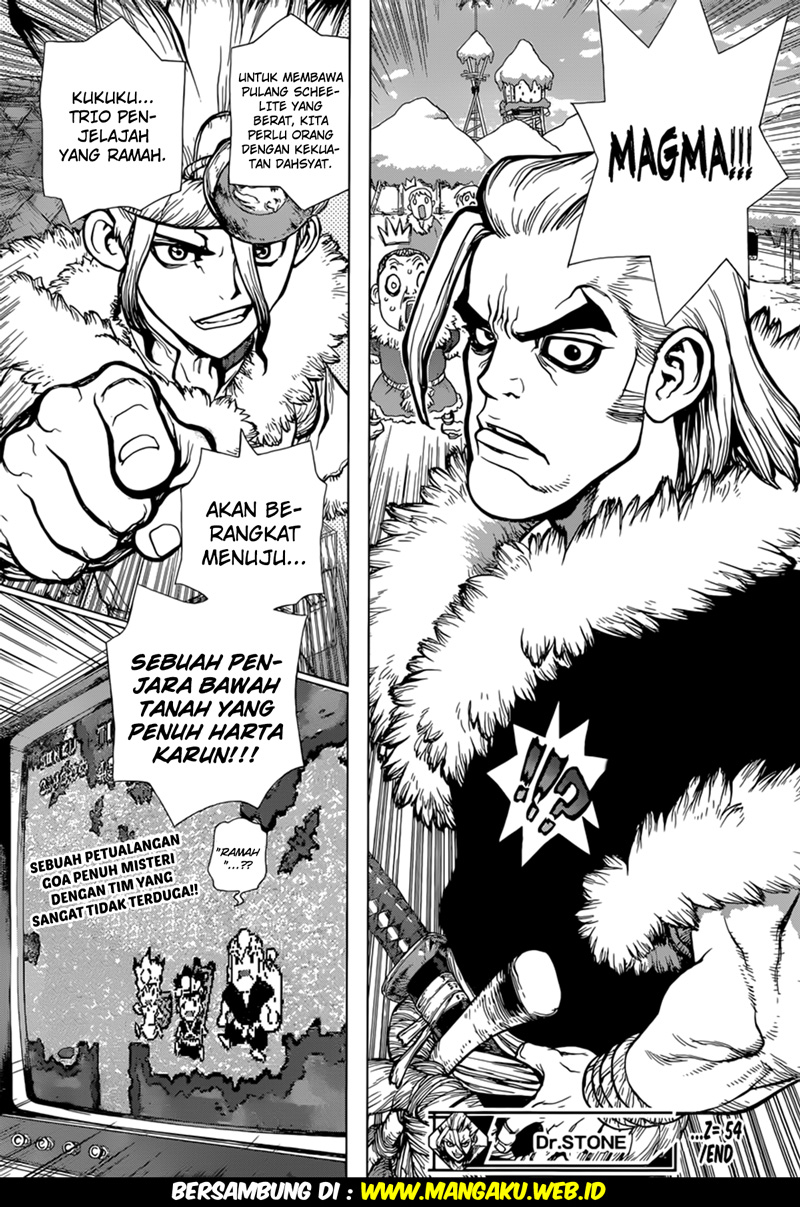 UNTUK MEMBAWA
PULANG SCHEE-
LITE YANG
BERAT, KITA
PERLU ORANG
DENGAN KEKUA-
TAN DAHSYAT.
MAGMA!!!
!!?
KUKUKU...
TRIO PEN-
JELAJAH
YANG RAMAH.
AKAN BE-
RANGKAT
MENUJU...
SEBUAH PEN-
JARA BAWAH
TANAH YANG
PENUH HARTA
KARUN!!!
"RAMAH
"...??
SEBUAH PETUALANGAN
GOA PENUH MISTERI
DENGAN TIM YANG
SANGAT TIDAK TERDUGA!!
Dr.STONE
...Z=54
/END
BERSAMBUNG DI : WWW.MANGAKU.WEB.ID